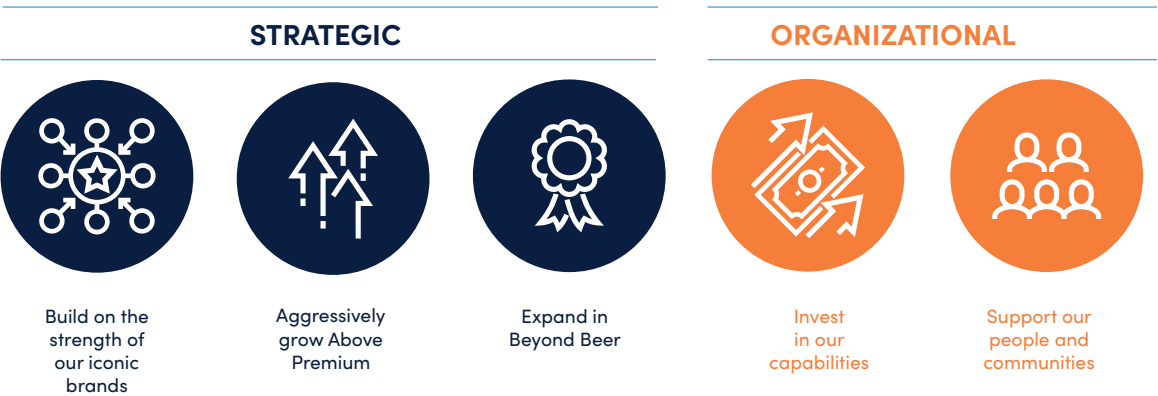 STRATEGIC
Build on the
strength of
our iconic
brands
Aggressively
grow Above
Premium
Expand in
Beyond Beer
ORGANIZATIONAL
Invest
in our
capabilities
Support our
people and
communities